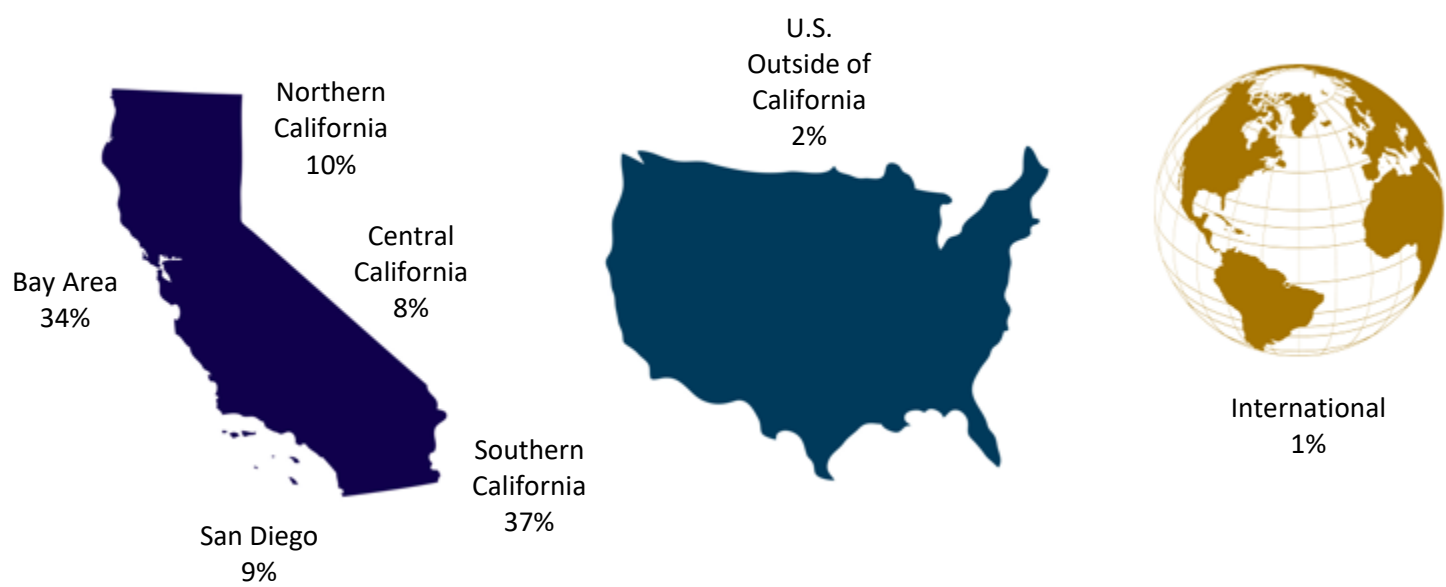 Northern
California
10%
Central
California
8%
Bay Area
34%
Southern
California
37%
San Diego
9%
U.S.
Outside of
California
2%
International
1%